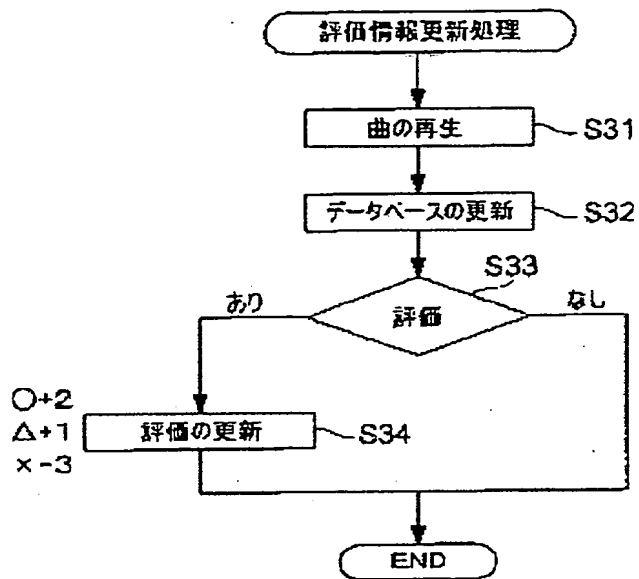 評価情報更新処理
曲の再生
S31
データベースの更新
S32
S33
あり
評価
なし
○+2
△+1
×-3
評価の更新
S34
END